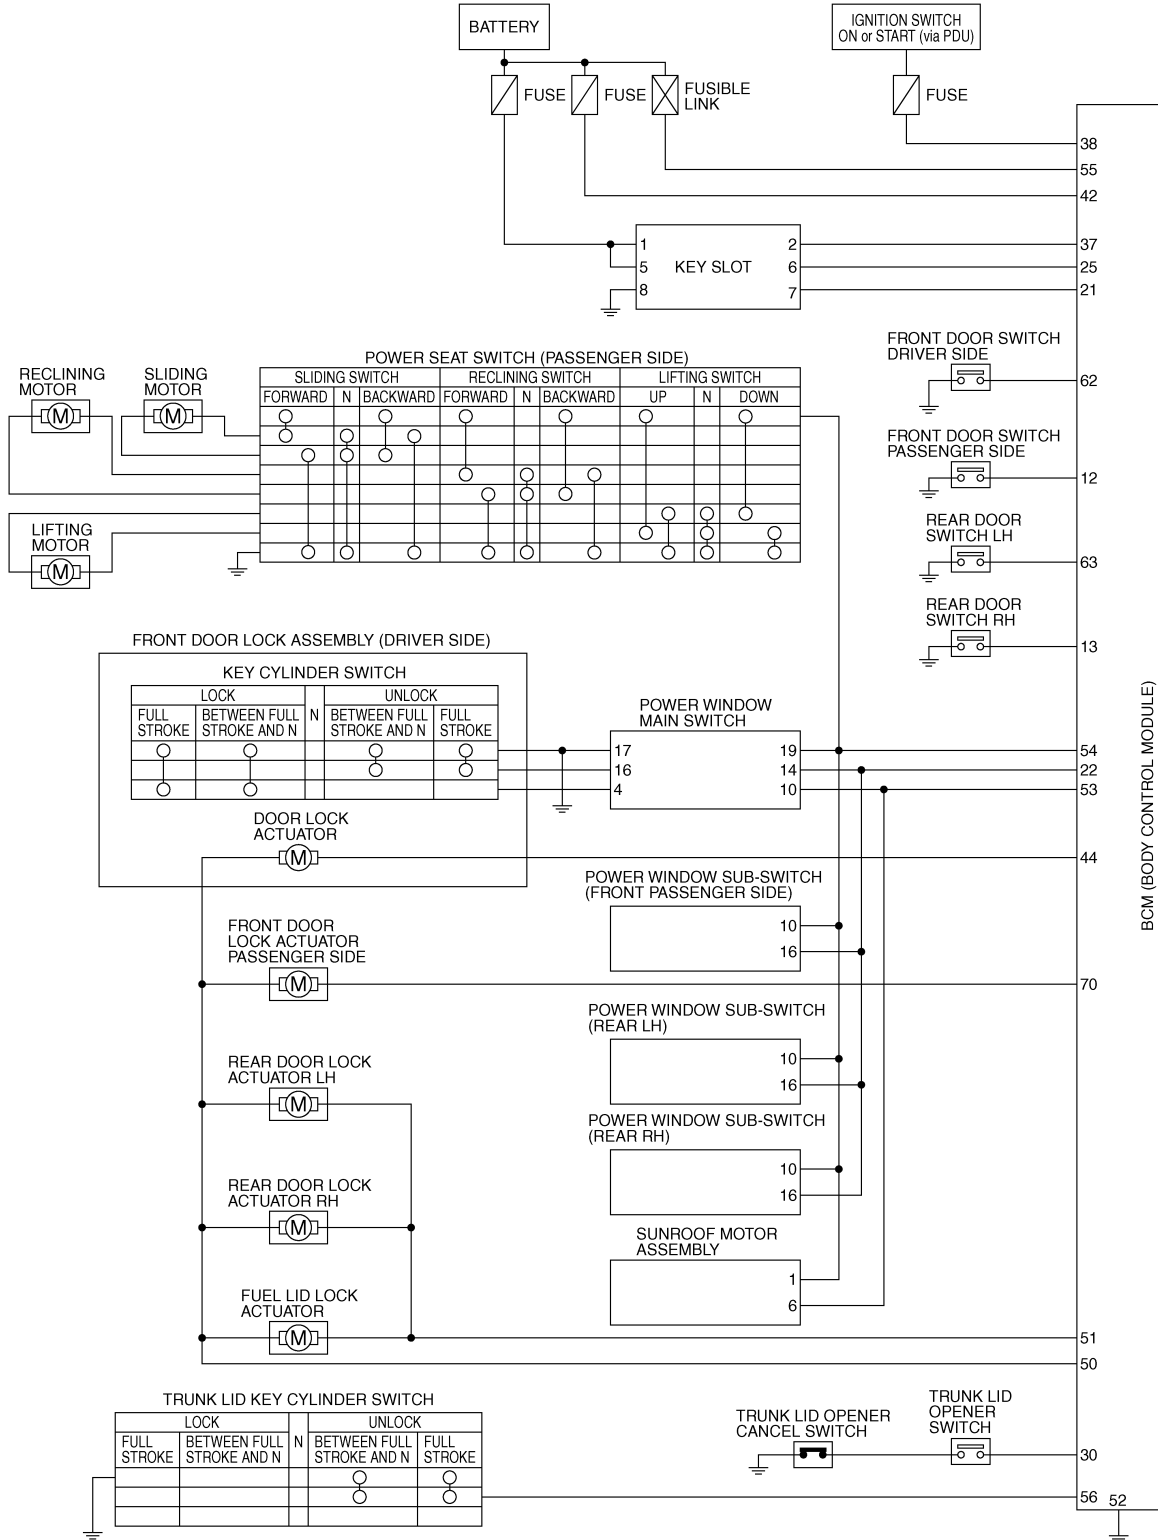 BATTERY
IGNITION SWITCH
ON or START (via PDU)
FUSE
FUSE
FUSIBLE
LINK
FUSE
38
55
42
1
2
37
5
KEY SLOT
6
25
8
7
21
FRONT DOOR SWITCH
DRIVER SIDE
62
POWER SEAT SWITCH (PASSENGER SIDE)
RECLINING
MOTOR
M
SLIDING
MOTOR
M
SLIDING SWITCH
RECLINING SWITCH
LIFTING SWITCH
FORWARD
N
BACKWARD
FORWARD
N
BACKWARD
UP
N
DOWN
FRONT DOOR SWITCH
PASSENGER SIDE
12
LIFTING
MOTOR
M
REAR DOOR
SWITCH LH
63
REAR DOOR
SWITCH RH
13
FRONT DOOR LOCK ASSEMBLY (DRIVER SIDE)
KEY CYLINDER SWITCH
LOCK
N
UNLOCK
FULL
STROKE
BETWEEN FULL
STROKE AND N
BETWEEN FULL
STROKE AND N
FULL
STROKE
POWER WINDOW
MAIN SWITCH
17
19
54
16
14
22
4
10
53
BCM (BODY CONTROL MODULE)
DOOR LOCK
ACTUATOR
M
44
POWER WINDOW SUB-SWITCH
(FRONT PASSENGER SIDE)
10
16
FRONT DOOR
LOCK ACTUATOR
PASSENGER SIDE
M
70
POWER WINDOW SUB-SWITCH
(REAR LH)
10
16
REAR DOOR LOCK
ACTUATOR LH
M
POWER WINDOW SUB-SWITCH
(REAR RH)
10
16
REAR DOOR LOCK
ACTUATOR RH
M
SUNROOF MOTOR
ASSEMBLY
1
6
FUEL LID LOCK
ACTUATOR
M
51
50
TRUNK LID KEY CYLINDER SWITCH
LOCK
N
UNLOCK
FULL
STROKE
BETWEEN FULL
STROKE AND N
BETWEEN FULL
STROKE AND N
FULL
STROKE
TRUNK LID OPENER
CANCEL SWITCH
TRUNK LID
OPENER
SWITCH
30
56
52